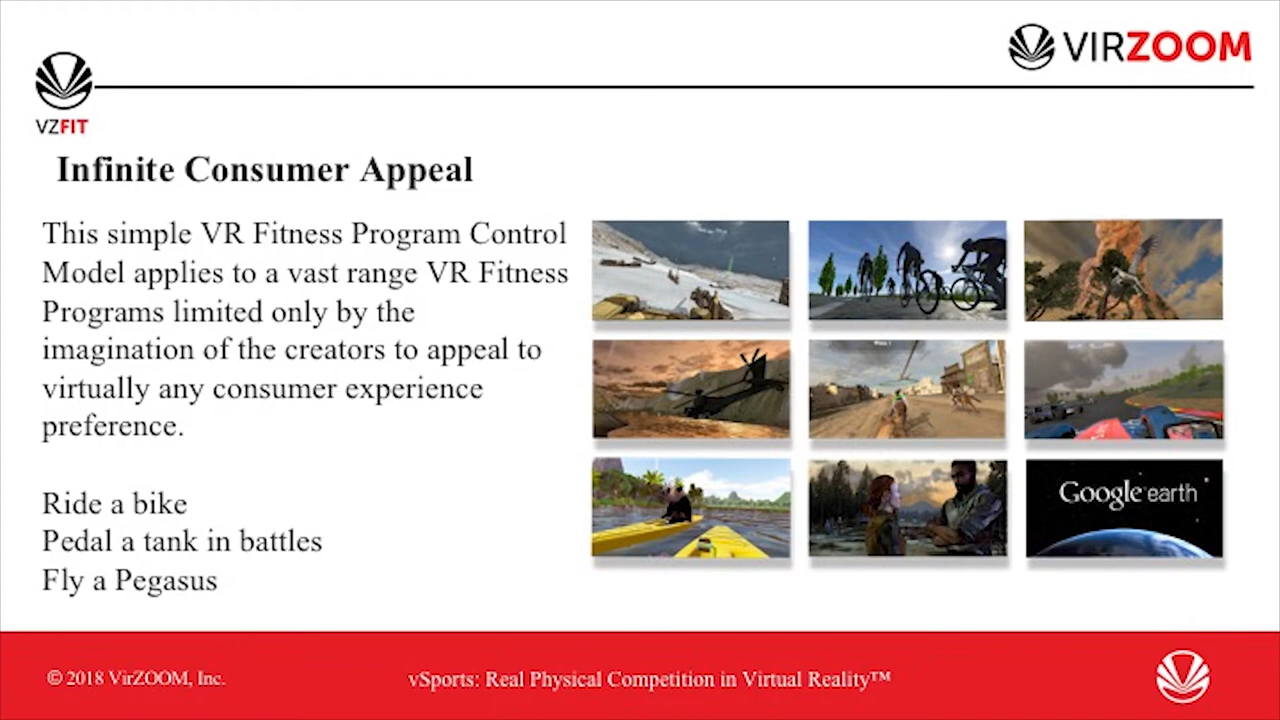 VIRZOOM
VZFIT
Infinite Consumer Appeal
This simple VR Fitness Program Control
Model applies to a vast range VR Fitness
Programs limited only by the
imagination of the creators to appeal to
virtually any consumer experience
preference.
Ride a bike
Pedal a tank in battles
Fly a Pegasus
Google earth
© 2018 VirZOOM, Inc.
vSports: Real Physical Competition in Virtual Reality™